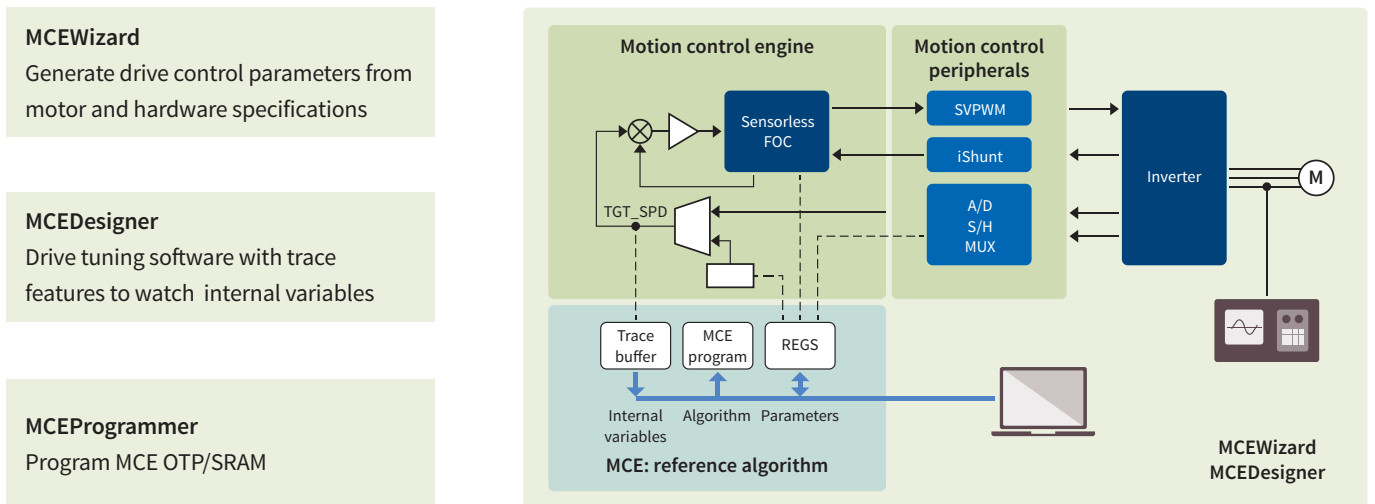 MCEWizard
Generate drive control parameters from
motor and hardware specifications
MCEDesigner
Drive tuning software with trace
features to watch internal variables
MCEProgrammer
Program MCE OTP/SRAM
Motion control engine
Motion control
peripherals
Sensorless
FOC
SVPWM
iShunt
A/D
S/H
MUX
Inverter
M
TGT_SPD
Trace
buffer
MCE
program
REGS
Internal
variables
Algorithm
Parameters
MCE: reference algorithm
MCEWizard
MCEDesigner